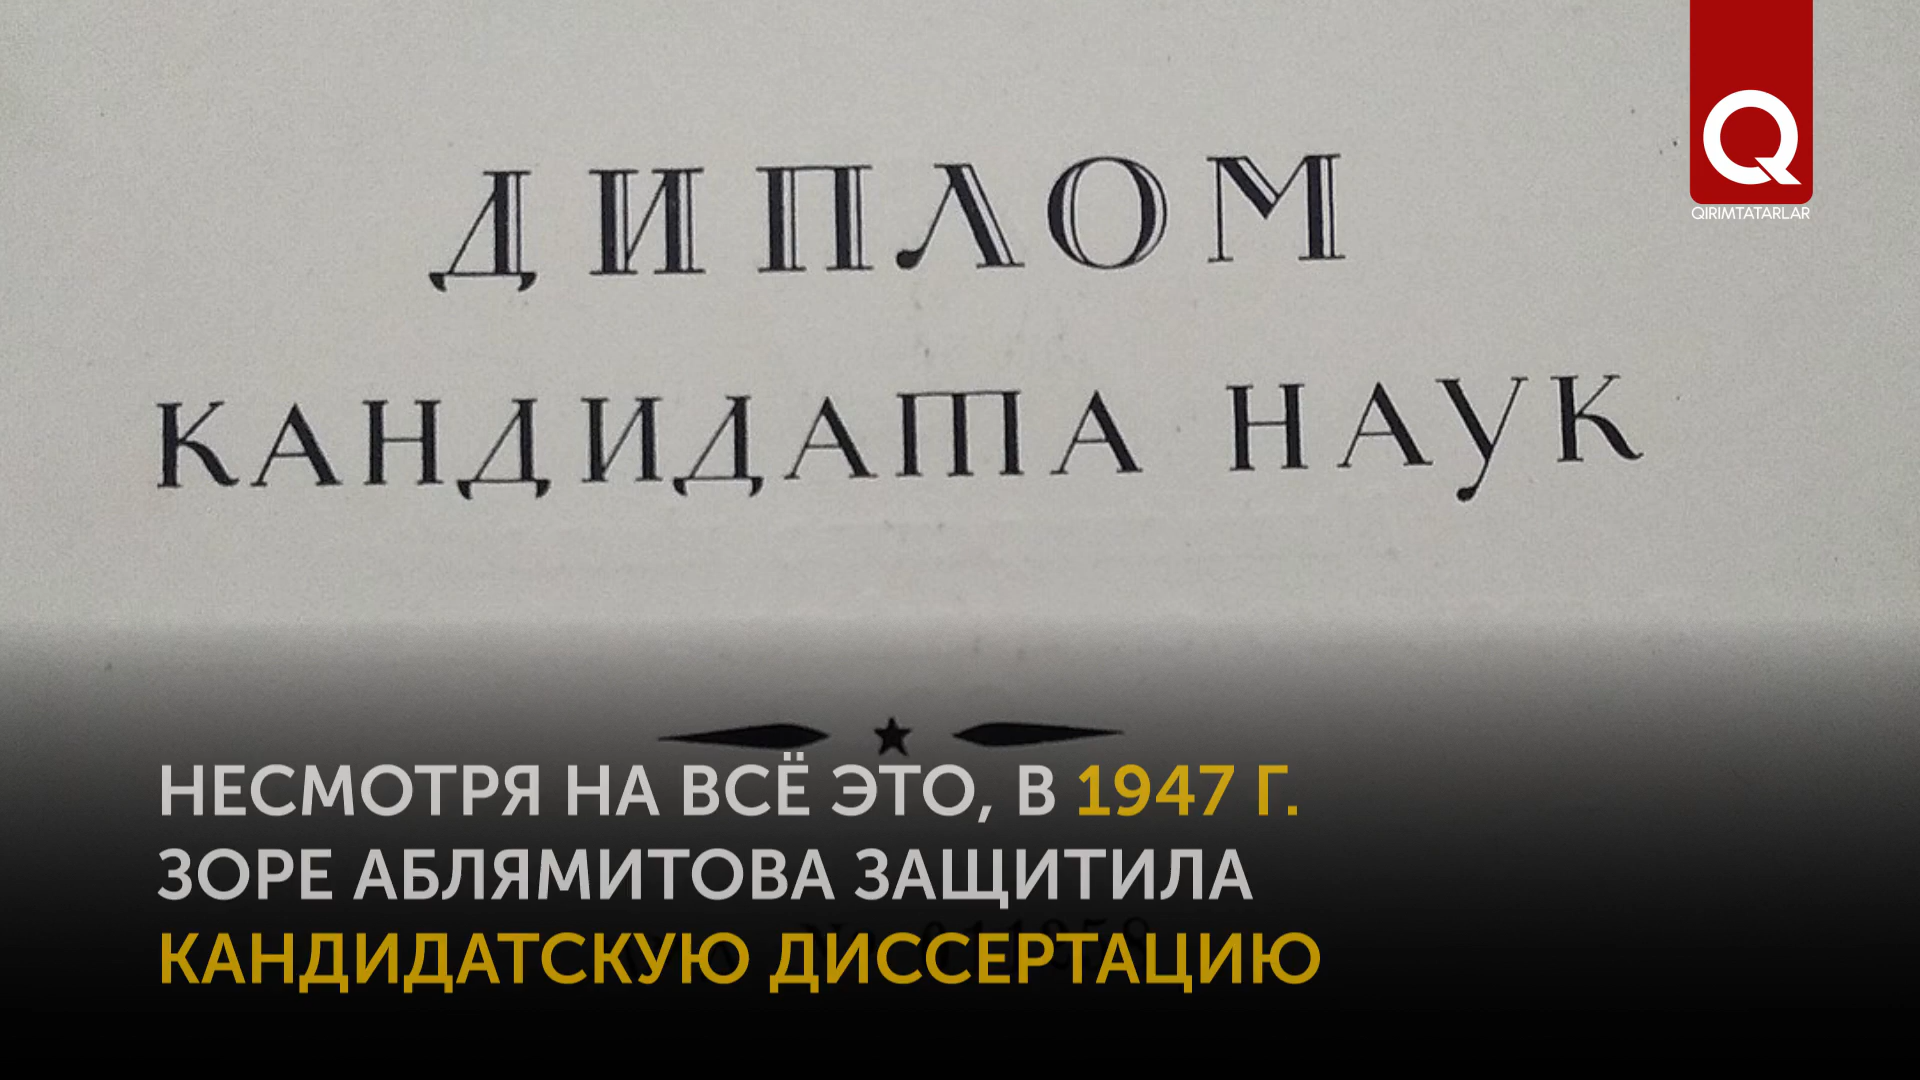 ДИПЛОМ
КАНДИДАТА НАУК
QIRIMTATARLAR
НЕСМОТРЯ НА ВСЁ ЭТО, В 1947 Г.
ЗОРЕ АБЛЯМИТОВА ЗАЩИТИЛА
КАНДИДАТСКУЮ ДИССЕРТАЦИЮ